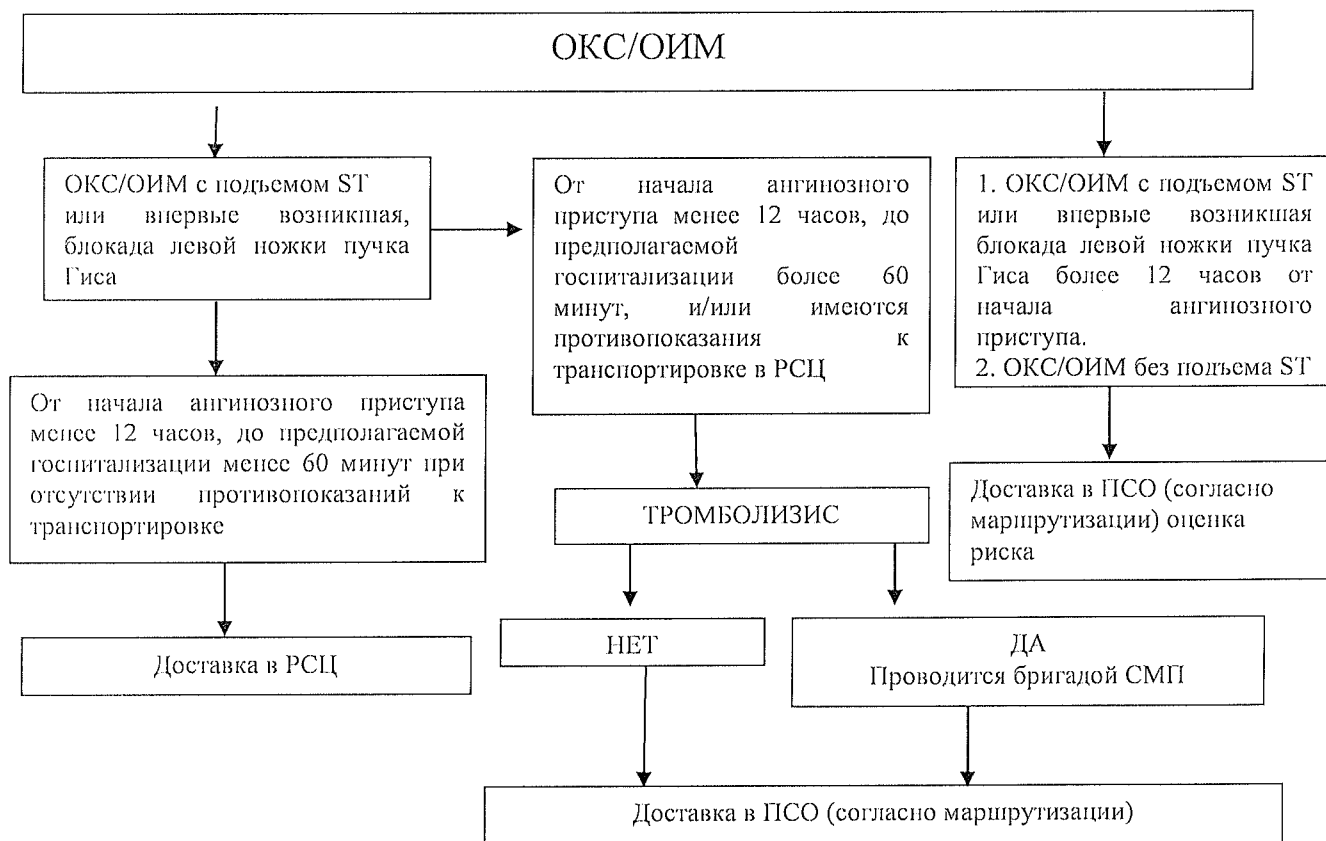 ОКС/ОИМ
ОКС/ОИМ с подъемом ST
или впервые возникшая,
блокада левой ножки пучка
Гиса
От начала ангинозного
приступа менее 12 часов, до
предполагаемой
госпитализации более 60
минут, и/или имеются
противопоказания к
транспортировке в РСЦ
1. ОКС/ОИМ с подъемом ST
или впервые возникшая
блокада левой ножки пучка
Гиса более 12 часов от
начала ангинозного
приступа.
2. ОКС/ОИМ без подъема ST
От начала ангинозного приступа
менее 12 часов, до предполагаемой
госпитализации менее 60 минут при
отсутствии противопоказаний к
транспортировке
ТРОМБОЛИЗИС
Доставка в ПСО (согласно
маршрутизации) оценка
риска
Доставка в РСЦ
НЕТ
ДА
Проводится бригадой СМП
Доставка в ПСО (согласно маршрутизации)